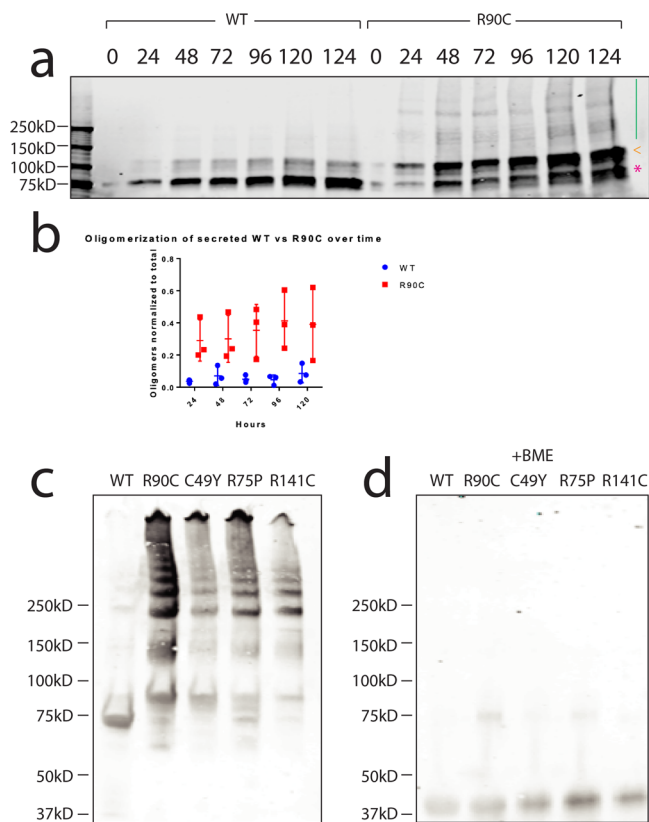 WT R90C
a 0 24 48 72 96 120 124 0 24 48 72 96 120 124
250kD
150kD
100kD
75kD
<
*
b Oligomerization of secreted WT vs R90C over time
Oligomers normalized to total
0.8
0.6
0.4
0.2
0.0
24 48 72 96 120
Hours
WT
R90C
c WT R90C C49Y R75P R141C
250kD
150kD
100kD
75kD
50kD
37kD
d +BME
WT R90C C49Y R75P R141C
250kD
150kD
100kD
75kD
50kD
37kD